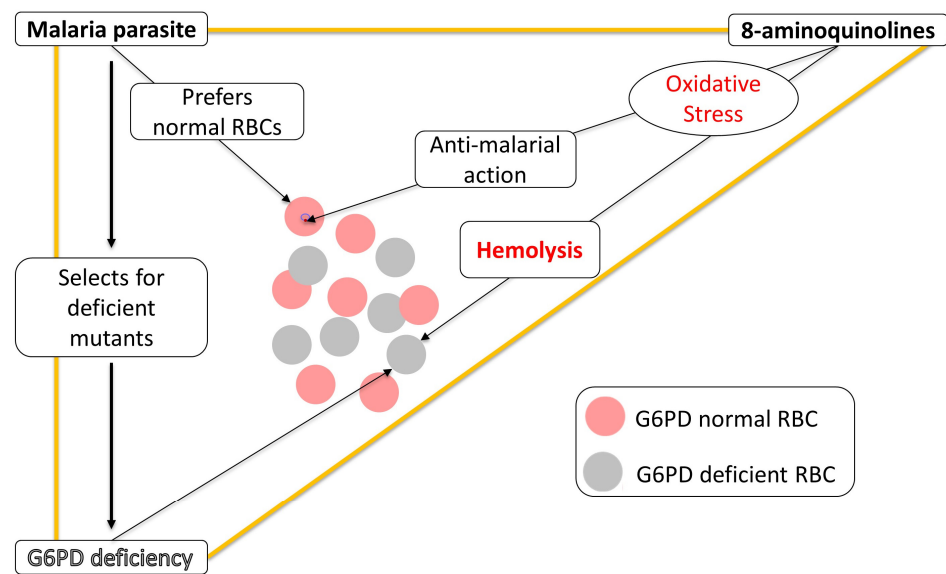 Malaria parasite
8-aminoquinolines
Prefers
normal RBCs
Oxidative
Stress
Anti-malarial
action
Hemolysis
Selects for
deficient
mutants
G6PD normal RBC
G6PD deficient RBC
G6PD deficiency